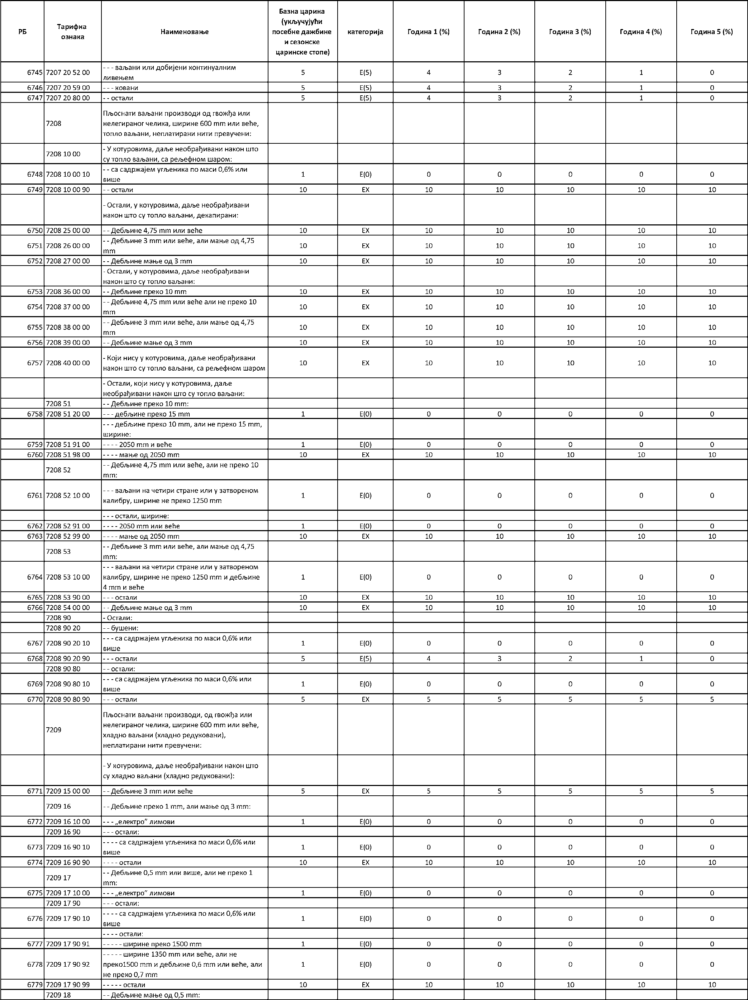 РБ Тарифна ознака Наименовање Базна царина (укључујући посебне дажбине и сезонске царинске стопе) категорија Година 1 (%) Година 2 (%) Година 3 (%) Година 4 (%) Година 5 (%)
6745 7207 20 52 00 - - - ваљани или добијени континуалним ливењем 5 E(5) 4 3 2 1 0
6746 7207 20 59 00 - - - ковани 5 E(5) 4 3 2 1 0
6747 7207 20 80 00 - - остали 5 E(5) 4 3 2 1 0
7208 Пљоснати ваљани производи од гвожђа или нелегираног челика, ширине 600 mm или веће, топло ваљани, неплатирани нити превучени:
7208 10 00 - У котуровима, даље необрађивани након што су топло ваљани, са рељефном шаром:
6748 7208 10 00 10 - - са садржајем угљеника по маси 0,6% или више 1 E(0) 0 0 0 0 0
6749 7208 10 00 90 - - остали 10 EX 10 10 10 10 10
- Остали, у котуровима, даље необрађивани након што су топло ваљани, декапирани:
6750 7208 25 00 00 - - Дебљине 4,75 mm или веће 10 EX 10 10 10 10 10
6751 7208 26 00 00 - - Дебљине 3 mm или веће, али мање од 4,75 mm 10 EX 10 10 10 10 10
6752 7208 27 00 00 - - Дебљине мање од 3 mm 10 EX 10 10 10 10 10
- Остали, у котуровима, даље необрађивани након што су топло ваљани:
6753 7208 36 00 00 - - Дебљине преко 10 mm 10 EX 10 10 10 10 10
6754 7208 37 00 00 - - Дебљине 4,75 mm или веће али не преко 10 mm 10 EX 10 10 10 10 10
6755 7208 38 00 00 - - Дебљине 3 mm или веће, али мање од 4,75 mm 10 EX 10 10 10 10 10
6756 7208 39 00 00 - - Дебљине мање од 3 mm 10 EX 10 10 10 10 10
6757 7208 40 00 00 - Који нису у котуровима, даље необрађивани након што су топло ваљани, са рељефном шаром 10 EX 10 10 10 10 10
- Остали, који нису у котуровима, даље необрађивани након што су топло ваљани:
7208 51 - - Дебљине преко 10 mm:
6758 7208 51 20 00 - - - дебљине преко 15 mm 1 E(0) 0 0 0 0 0
- - - дебљине преко 10 mm, али не преко 15 mm, ширине:
6759 7208 51 91 00 - - - - 2050 mm и веће 1 E(0) 0 0 0 0 0
6760 7208 51 98 00 - - - - мање од 2050 mm 10 EX 10 10 10 10 10
7208 52 - - Дебљине 4,75 mm или веће, али не преко 10 mm:
6761 7208 52 10 00 - - - ваљани на четири стране или у затвореном калибру, ширине не преко 1250 mm 1 E(0) 0 0 0 0 0
- - - остали, ширине:
6762 7208 52 91 00 - - - - 2050 mm или веће 1 E(0) 0 0 0 0 0
6763 7208 52 99 00 - - - - мање од 2050 mm 10 EX 10 10 10 10 10
7208 53 - - Дебљине 3 mm или веће, али мање од 4,75 mm:
6764 7208 53 10 00 - - - ваљани на четири стране или у затвореном калибру, ширине не преко 1250 mm и дебљине 4 mm и веће 1 E(0) 0 0 0 0 0
6765 7208 53 90 00 - - - остали 10 EX 10 10 10 10 10
6766 7208 54 00 00 - - Дебљине мање од 3 mm 10 EX 10 10 10 10 10
7208 90 - Остали:
7208 90 20 - - бушени:
6767 7208 90 20 10 - - - са садржајем угљеника по маси 0,6% или више 1 E(0) 0 0 0 0 0
6768 7208 90 20 90 - - - остали 5 E(5) 4 3 2 1 0
7208 90 80 - - остали:
6769 7208 90 80 10 - - - са садржајем угљеника по маси 0,6% или више 1 E(0) 0 0 0 0 0
6770 7208 90 80 90 - - - остали 5 EX 5 5 5 5 5
7209 Пљоснати ваљани производи, од гвожђа или нелегираног челика, ширине 600 mm или веће, хладно ваљани (хладно редуковани), неплатирани нити превучени:
- У котуровима, даље необрађивани након што су хладно ваљани (хладно редуковани):
6771 7209 15 00 00 - - Дебљине 3 mm или веће 5 EX 5 5 5 5 5
7209 16 - - Дебљине преко 1 mm, али мање од 3 mm:
6772 7209 16 10 00 - - - „електро” лимови 1 E(0) 0 0 0 0 0
7209 16 90 - - - остали:
6773 7209 16 90 10 - - - - са садржајем угљеника по маси 0,6% или више 1 E(0) 0 0 0 0 0
6774 7209 16 90 90 - - - - остали 10 EX 10 10 10 10 10
7209 17 - - Дебљине 0,5 mm или више, али не преко 1 mm:
6775 7209 17 10 00 - - - „електро” лимови 1 E(0) 0 0 0 0 0
7209 17 90 - - - остали:
6776 7209 17 90 10 - - - - са садржајем угљеника по маси 0,6% или више 1 E(0) 0 0 0 0 0
- - - - остали:
6777 7209 17 90 91 - - - - - ширине преко 1500 mm 1 E(0) 0 0 0 0 0
6778 7209 17 90 92 - - - - - ширине 1350 mm или веће, али не преко1500 mm и дебљине 0,6 mm или веће, али не преко 0,7 mm 1 E(0) 0 0 0 0 0
6779 7209 17 90 99 - - - - - остали 10 EX 10 10 10 10 10
7209 18 - - Дебљине мање од 0,5 mm: